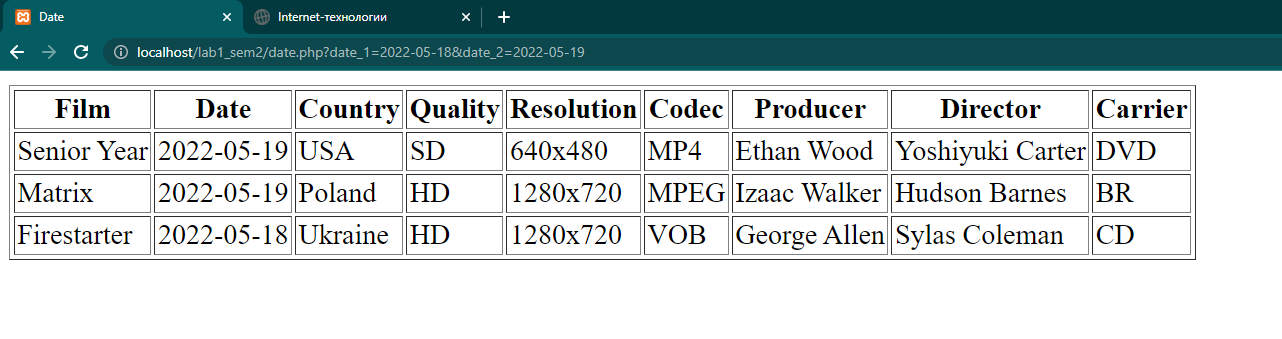 Date
Internet-технологии
localhost/lab1_sem2/date.php?date_1=2022-05-18&date_2=2022-05-19
Film Date Country Quality Resolution Codec Producer Director Carrier
Senior Year 2022-05-19 USA SD 640x480 MP4 Ethan Wood Yoshiyuki Carter DVD
Matrix 2022-05-19 Poland HD 1280x720 MPEG Izaac Walker Hudson Barnes BR
Firestarter 2022-05-18 Ukraine HD 1280x720 VOB George Allen Sylas Coleman CD